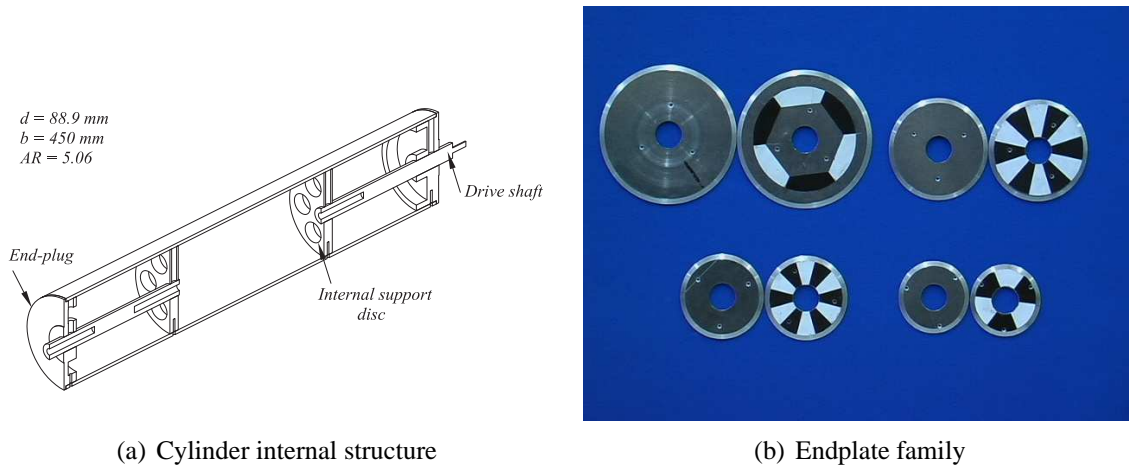 d = 88.9 mm
b = 450 mm
AR = 5.06
Drive shaft
End-plug
Internal support
disc
(a) Cylinder internal structure
(b) Endplate family